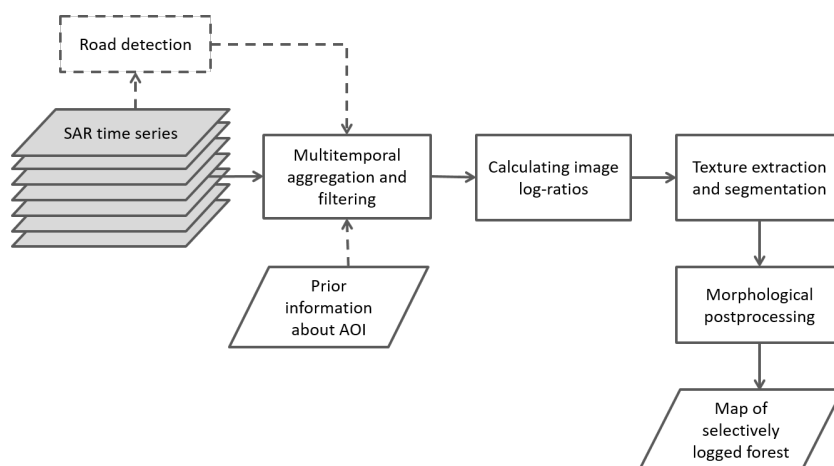 Road detection
SAR time series
Multitemporal
aggregation and
filtering
Calculating image
log-ratios
Texture extraction
and segmentation
Prior
information
about AOI
Morphological
postprocessing
Map of
selectively
logged forest